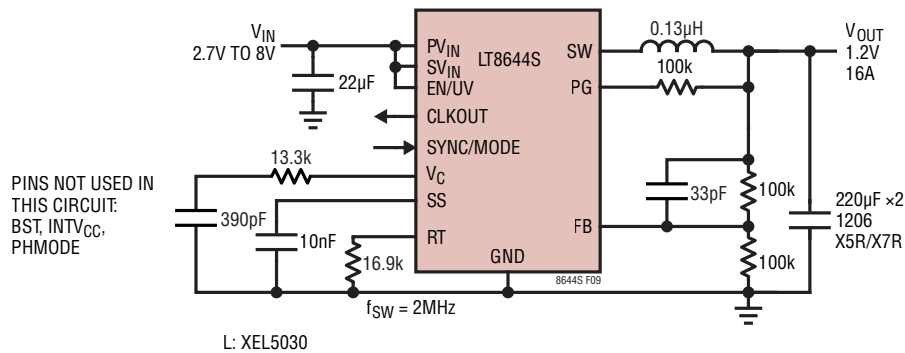 V_IN
2.7V TO 8V
22µF
PV_IN
SV_IN
EN/UV
CLKOUT
SYNC/MODE
V_C
SS
RT
LT8644S
SW
PG
FB
GND
0.13µH
100k
V_OUT
1.2V
16A
33pF
100k
100k
220µF ×2
1206
X5R/X7R
13.3k
390pF
10nF
16.9k
PINS NOT USED IN
THIS CIRCUIT:
BST, INTV_CC,
PHMODE
8644S F09
f_SW = 2MHz
L: XEL5030